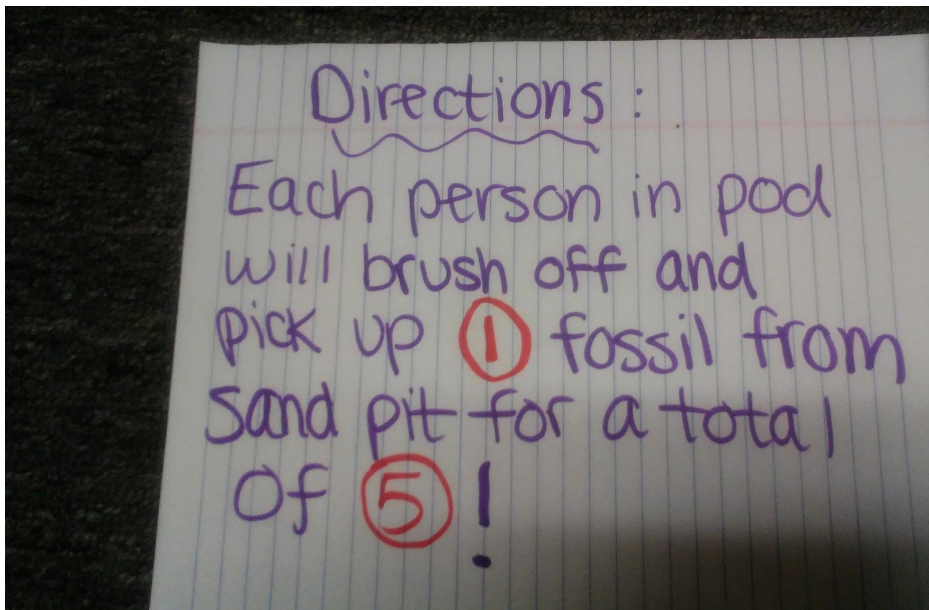 Directions:
Each person in pod
will brush off and
pick up 1 fossil from
sand pit for a total
of 5!